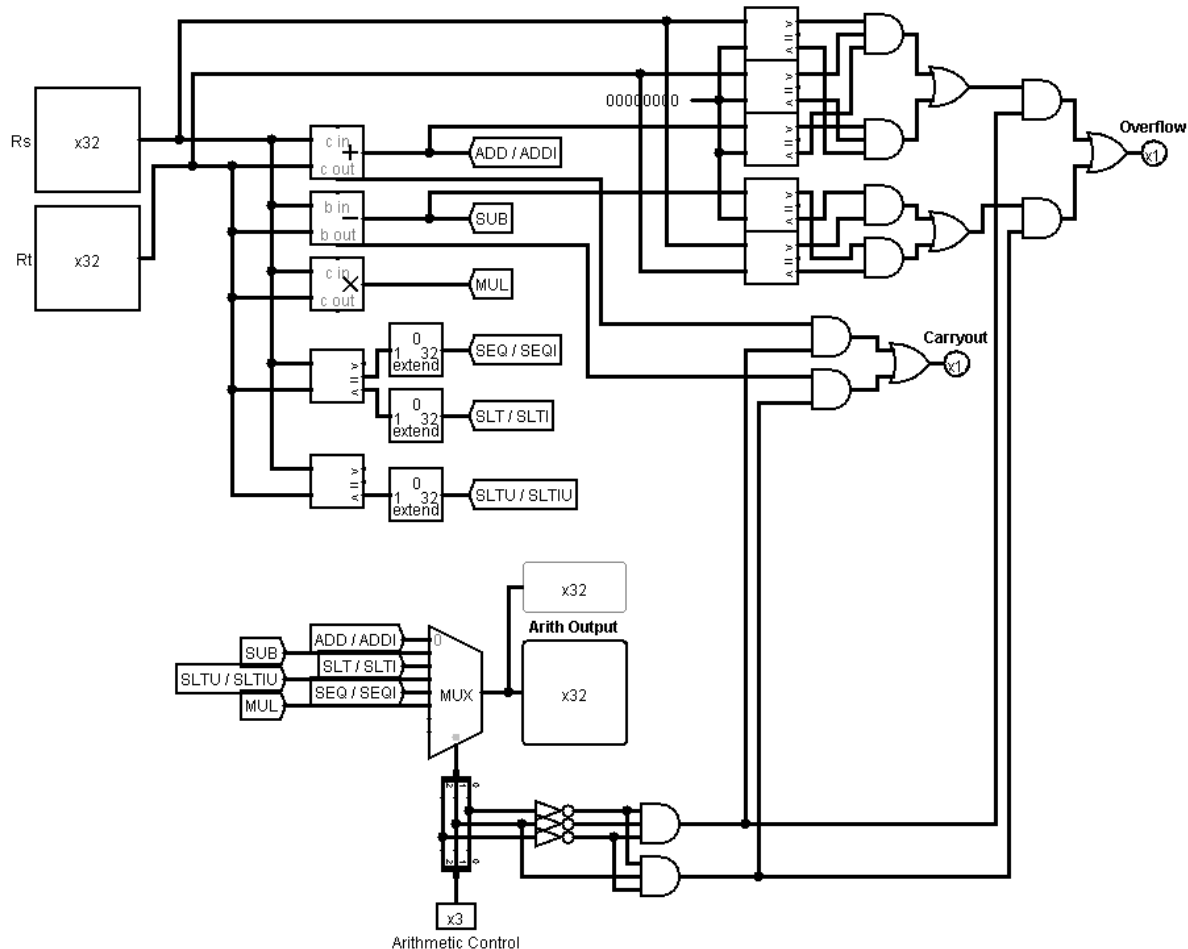 Overflow
x1
00000000
Rs
x32
c in
+
c out
ADD / ADDI
b in
−
b out
SUB
Rt
x32
c in
×
c out
MUL
Carryout
x1
0
1 32
extend
SEQ / SEQI
0
1 32
extend
SLT / SLTI
0
1 32
extend
SLTU / SLTIU
x32
Arith Output
ADD / ADDI
SUB
SLT / SLTI
SLTU / SLTIU
SEQ / SEQI
MUL
0
MUX
x32
x3
Arithmetic Control